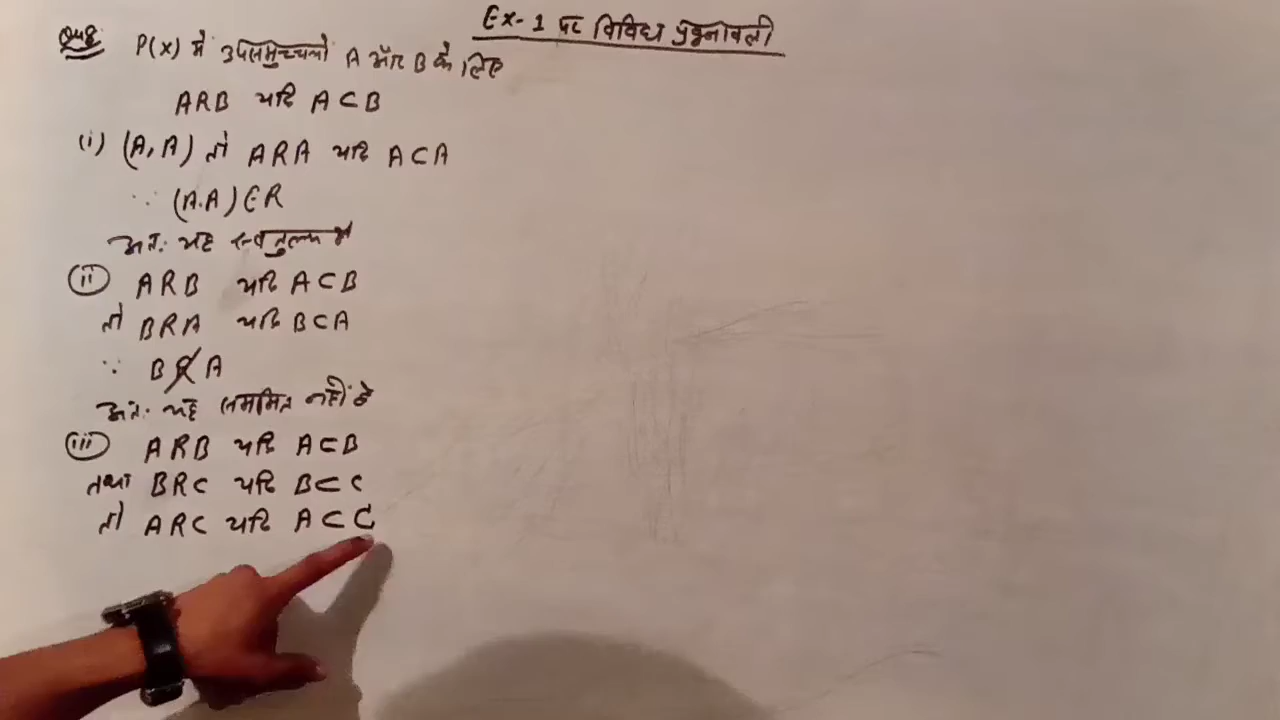 Ex-1 पर विविध प्रश्नावली
Qu8 P(x) में उपसमुच्चयों A और B के लिए
ARB यदि A⊂B
(i) (A, A) तो ARA यदि A⊂A
∵ (A.A)∈R
अतः यह स्वतुल्य है
(ii) ARB यदि A⊂B
तो BRA यदि B⊂A
∵ B R̸ A
अतः यह सममित नहीं है
(iii) ARB यदि A⊂B
तथा BRC यदि B⊂C
तो ARC यदि A⊂C